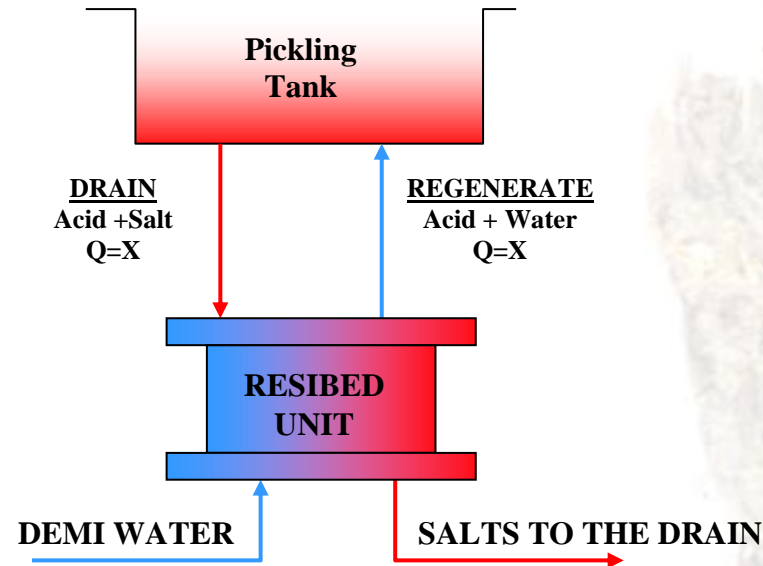 Pickling
Tank
DRAIN
Acid +Salt
Q=X
REGENERATE
Acid + Water
Q=X
RESIBED
UNIT
DEMI WATER
SALTS TO THE DRAIN